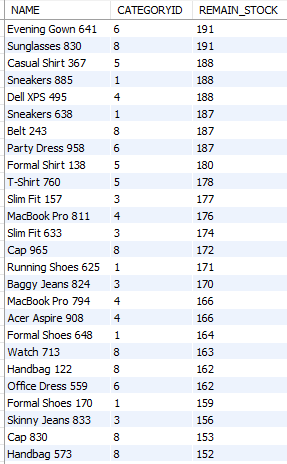 NAME CATEGORYID REMAIN_STOCK
Evening Gown 641 6 191
Sunglasses 830 8 191
Casual Shirt 367 5 188
Sneakers 885 1 188
Dell XPS 495 4 188
Sneakers 638 1 187
Belt 243 8 187
Party Dress 958 6 187
Formal Shirt 138 5 180
T-Shirt 760 5 178
Slim Fit 157 3 177
MacBook Pro 811 4 176
Slim Fit 633 3 174
Cap 965 8 172
Running Shoes 625 1 171
Baggy Jeans 824 3 170
MacBook Pro 794 4 166
Acer Aspire 908 4 166
Formal Shoes 648 1 164
Watch 713 8 163
Handbag 122 8 162
Office Dress 559 6 162
Formal Shoes 170 1 159
Skinny Jeans 833 3 156
Cap 830 8 153
Handbag 573 8 152